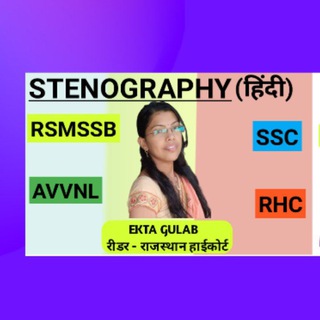 STENOGRAPHY (हिंदी)
RSMSSB
SSC
AVVNL
RHC
EKTA GULAB
रीडर - राजस्थान हाईकोर्ट